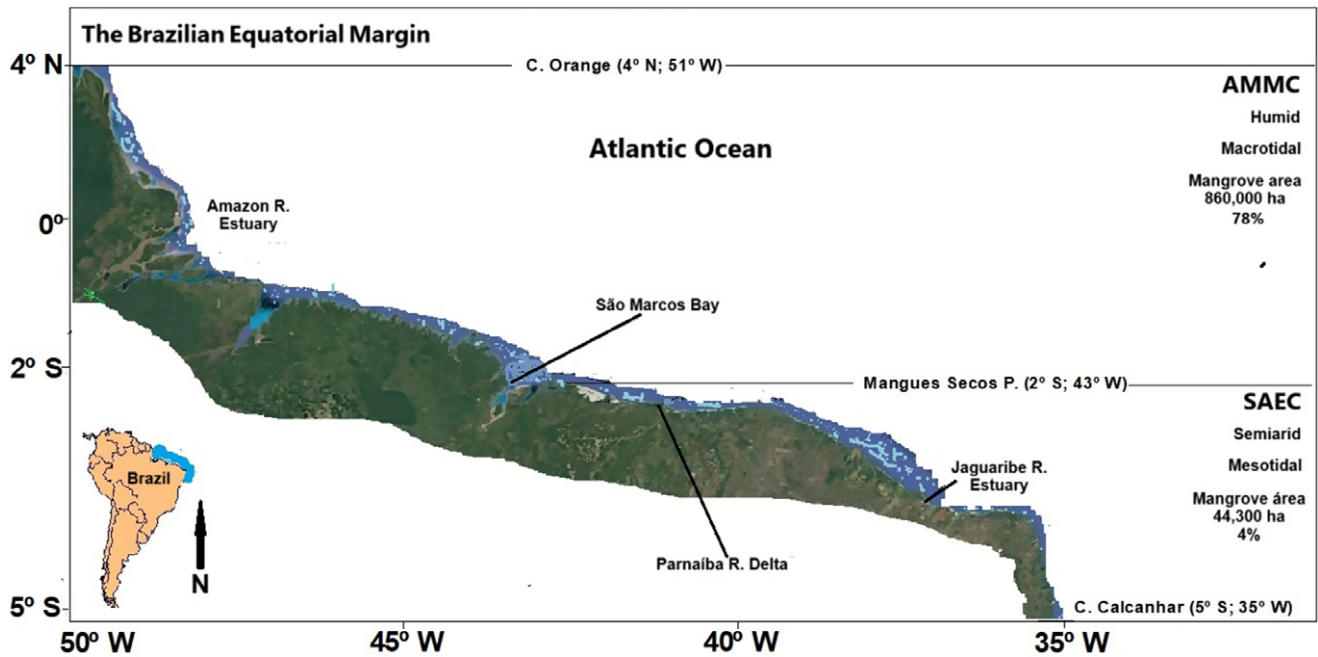 The Brazilian Equatorial Margin
4º N
C. Orange (4º N; 51º W)
AMMC
Humid
Macrotidal
Mangrove area
860,000 ha
78%
Atlantic Ocean
Amazon R.
Estuary
0º
São Marcos Bay
2º S
Mangues Secos P. (2º S; 43º W)
SAEC
Semiarid
Mesotidal
Mangrove área
44,300 ha
4%
Jaguaribe R.
Estuary
Brazil
N
Parnaíba R. Delta
5º S
C. Calcanhar (5º S; 35º W)
50º W
45º W
40º W
35º W